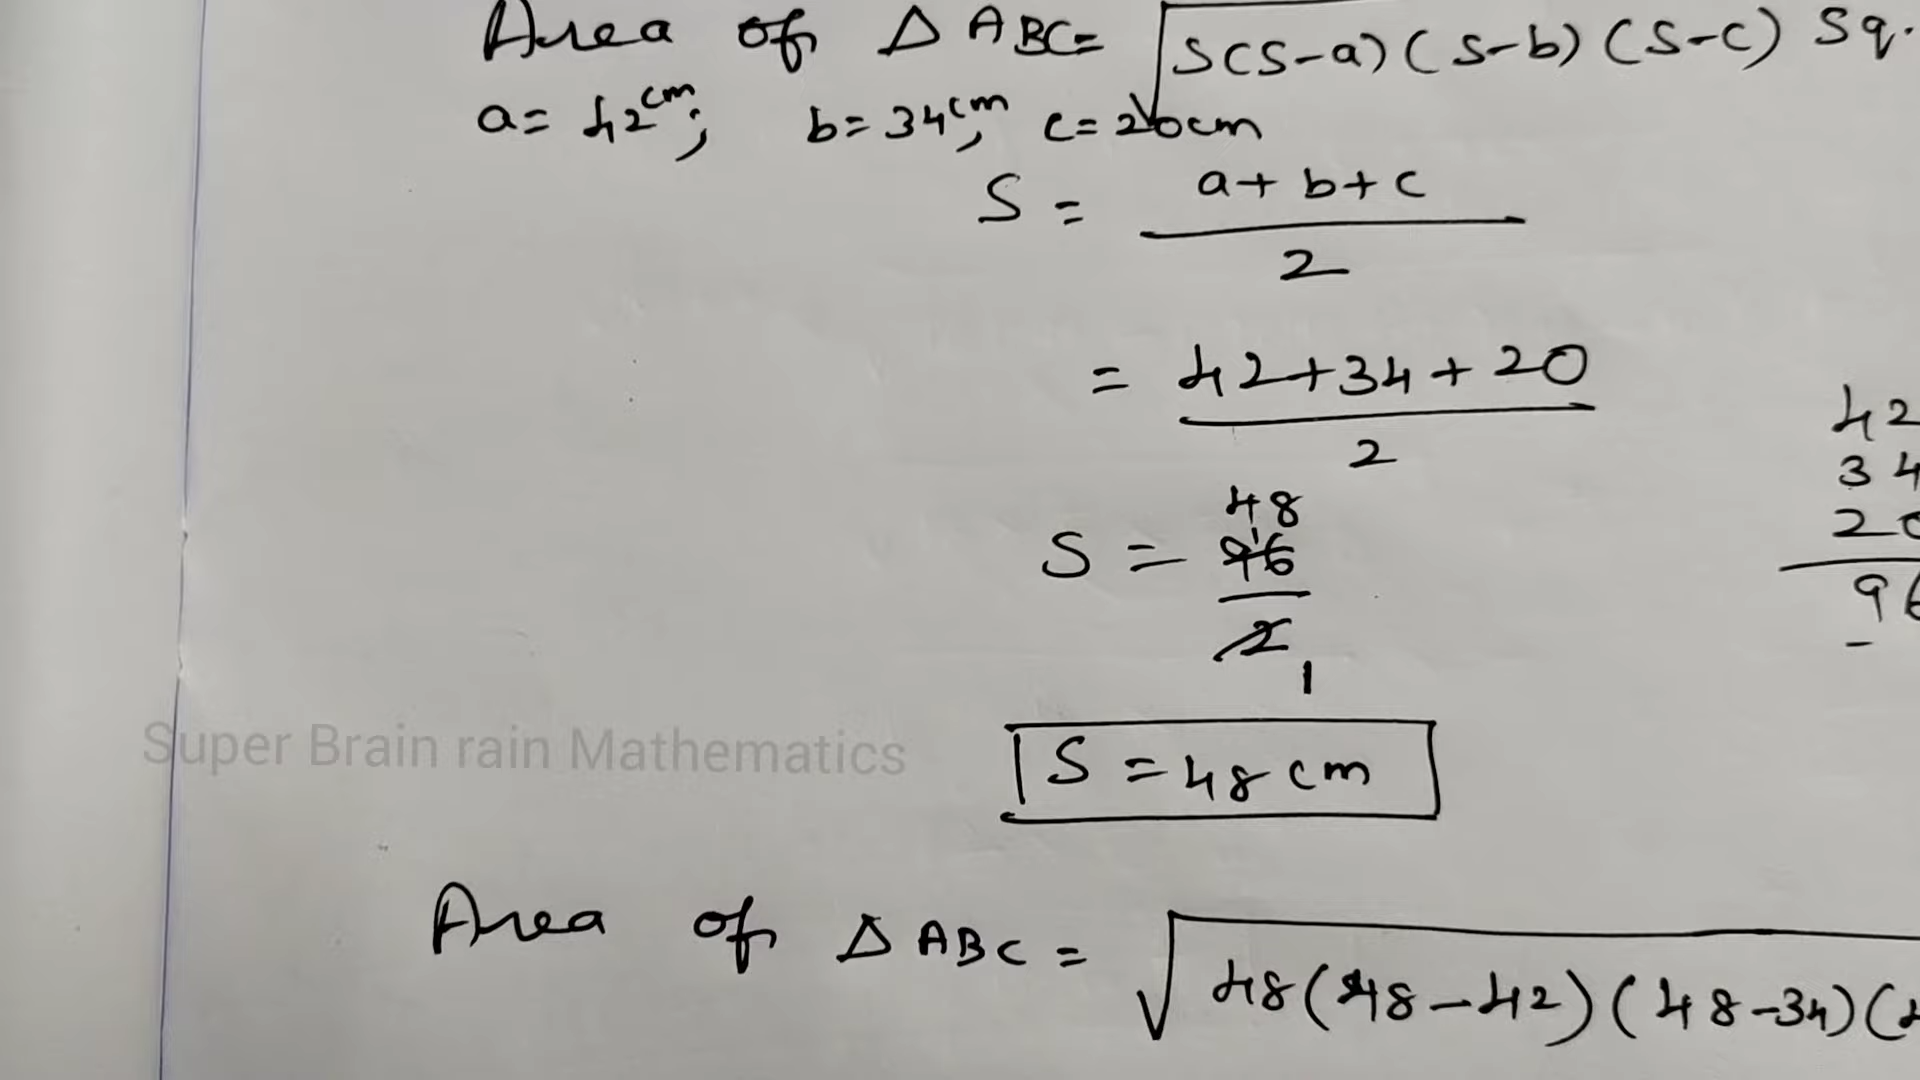 Area of △ ABC = √S(S-a)(S-b)(S-c) Sq.
a = 42cm; b = 34cm, c = 20cm
S = a + b + c
2
= 42+34+20
2
42
34
20
96
48
S = 96
2 1
S = 48 cm
Super Brain rain Mathematics
Area of △ ABC = √48(48-42)(48-34)(